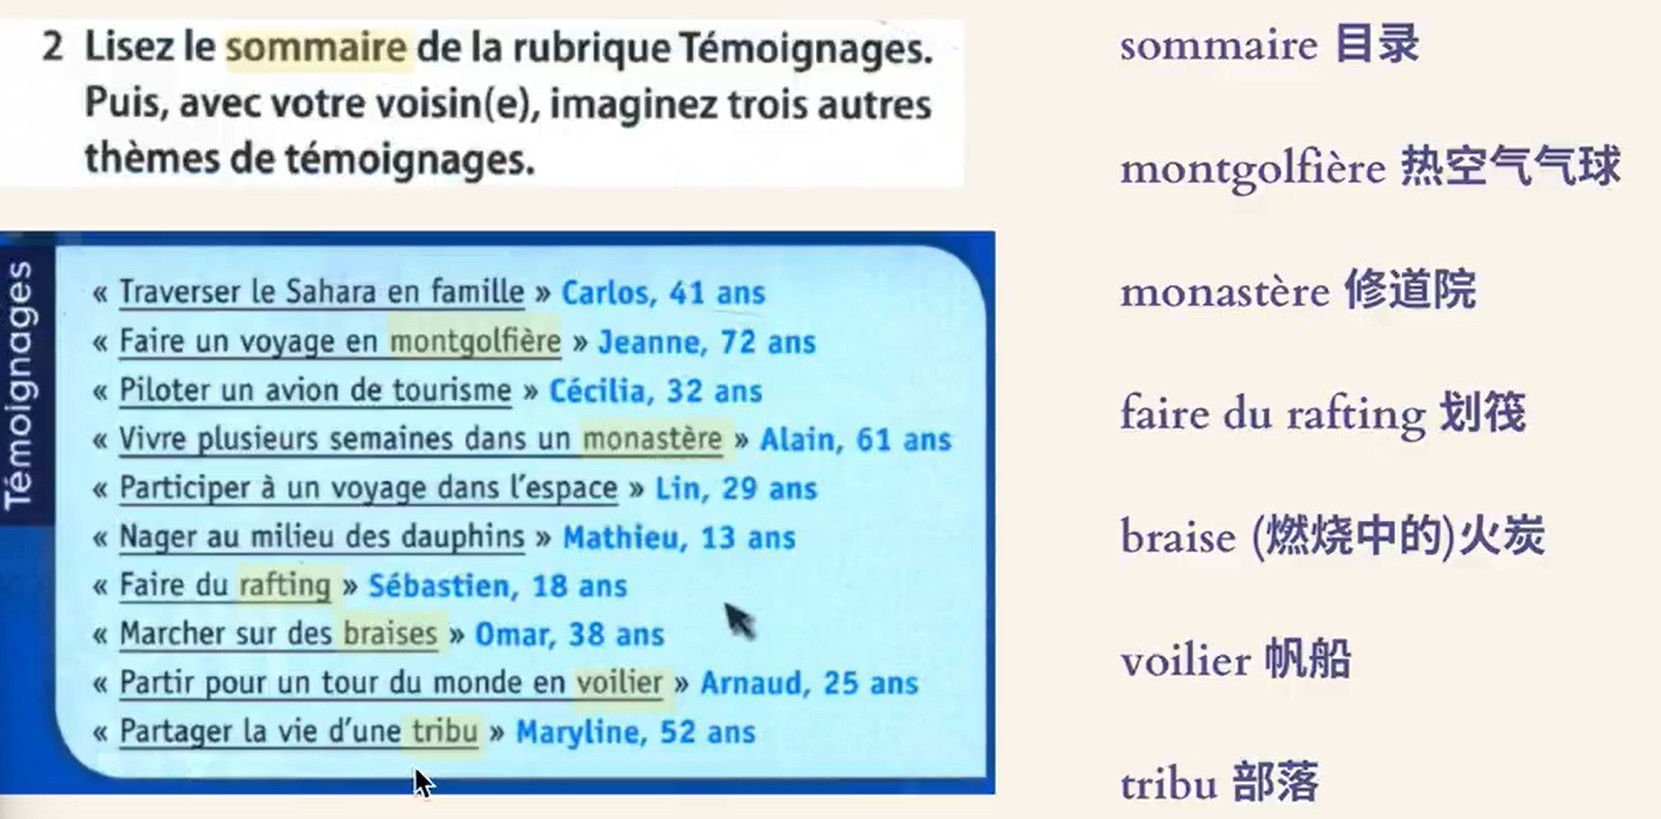 2 Lisez le sommaire de la rubrique Témoignages.
Puis, avec votre voisin(e), imaginez trois autres
thèmes de témoignages.
Témoignages
« Traverser le Sahara en famille » Carlos, 41 ans
« Faire un voyage en montgolfière » Jeanne, 72 ans
« Piloter un avion de tourisme » Cécilia, 32 ans
« Vivre plusieurs semaines dans un monastère » Alain, 61 ans
« Participer à un voyage dans l'espace » Lin, 29 ans
« Nager au milieu des dauphins » Mathieu, 13 ans
« Faire du rafting » Sébastien, 18 ans
« Marcher sur des braises » Omar, 38 ans
« Partir pour un tour du monde en voilier » Arnaud, 25 ans
« Partager la vie d'une tribu » Maryline, 52 ans
sommaire 目录
montgolfière 热空气气球
monastère 修道院
faire du rafting 划筏
braise (燃烧中的)火炭
voilier 帆船
tribu 部落